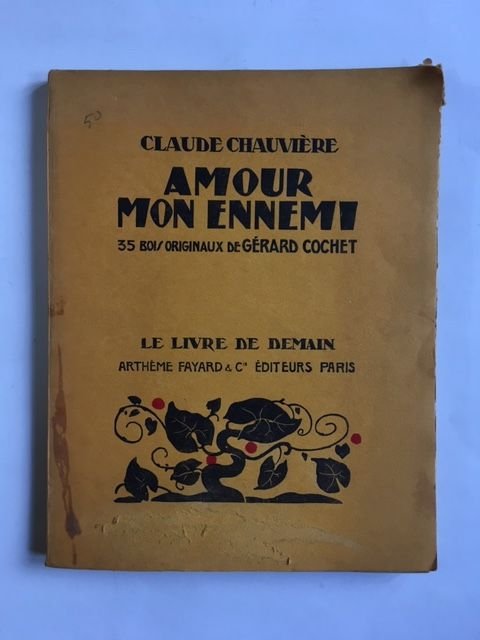 50
CLAUDE CHAUVIÈRE
AMOUR
MON ENNEMI
35 BOIS ORIGINAUX DE GÉRARD COCHET
LE LIVRE DE DEMAIN
ARTHÈME FAYARD & Cie ÉDITEURS PARIS